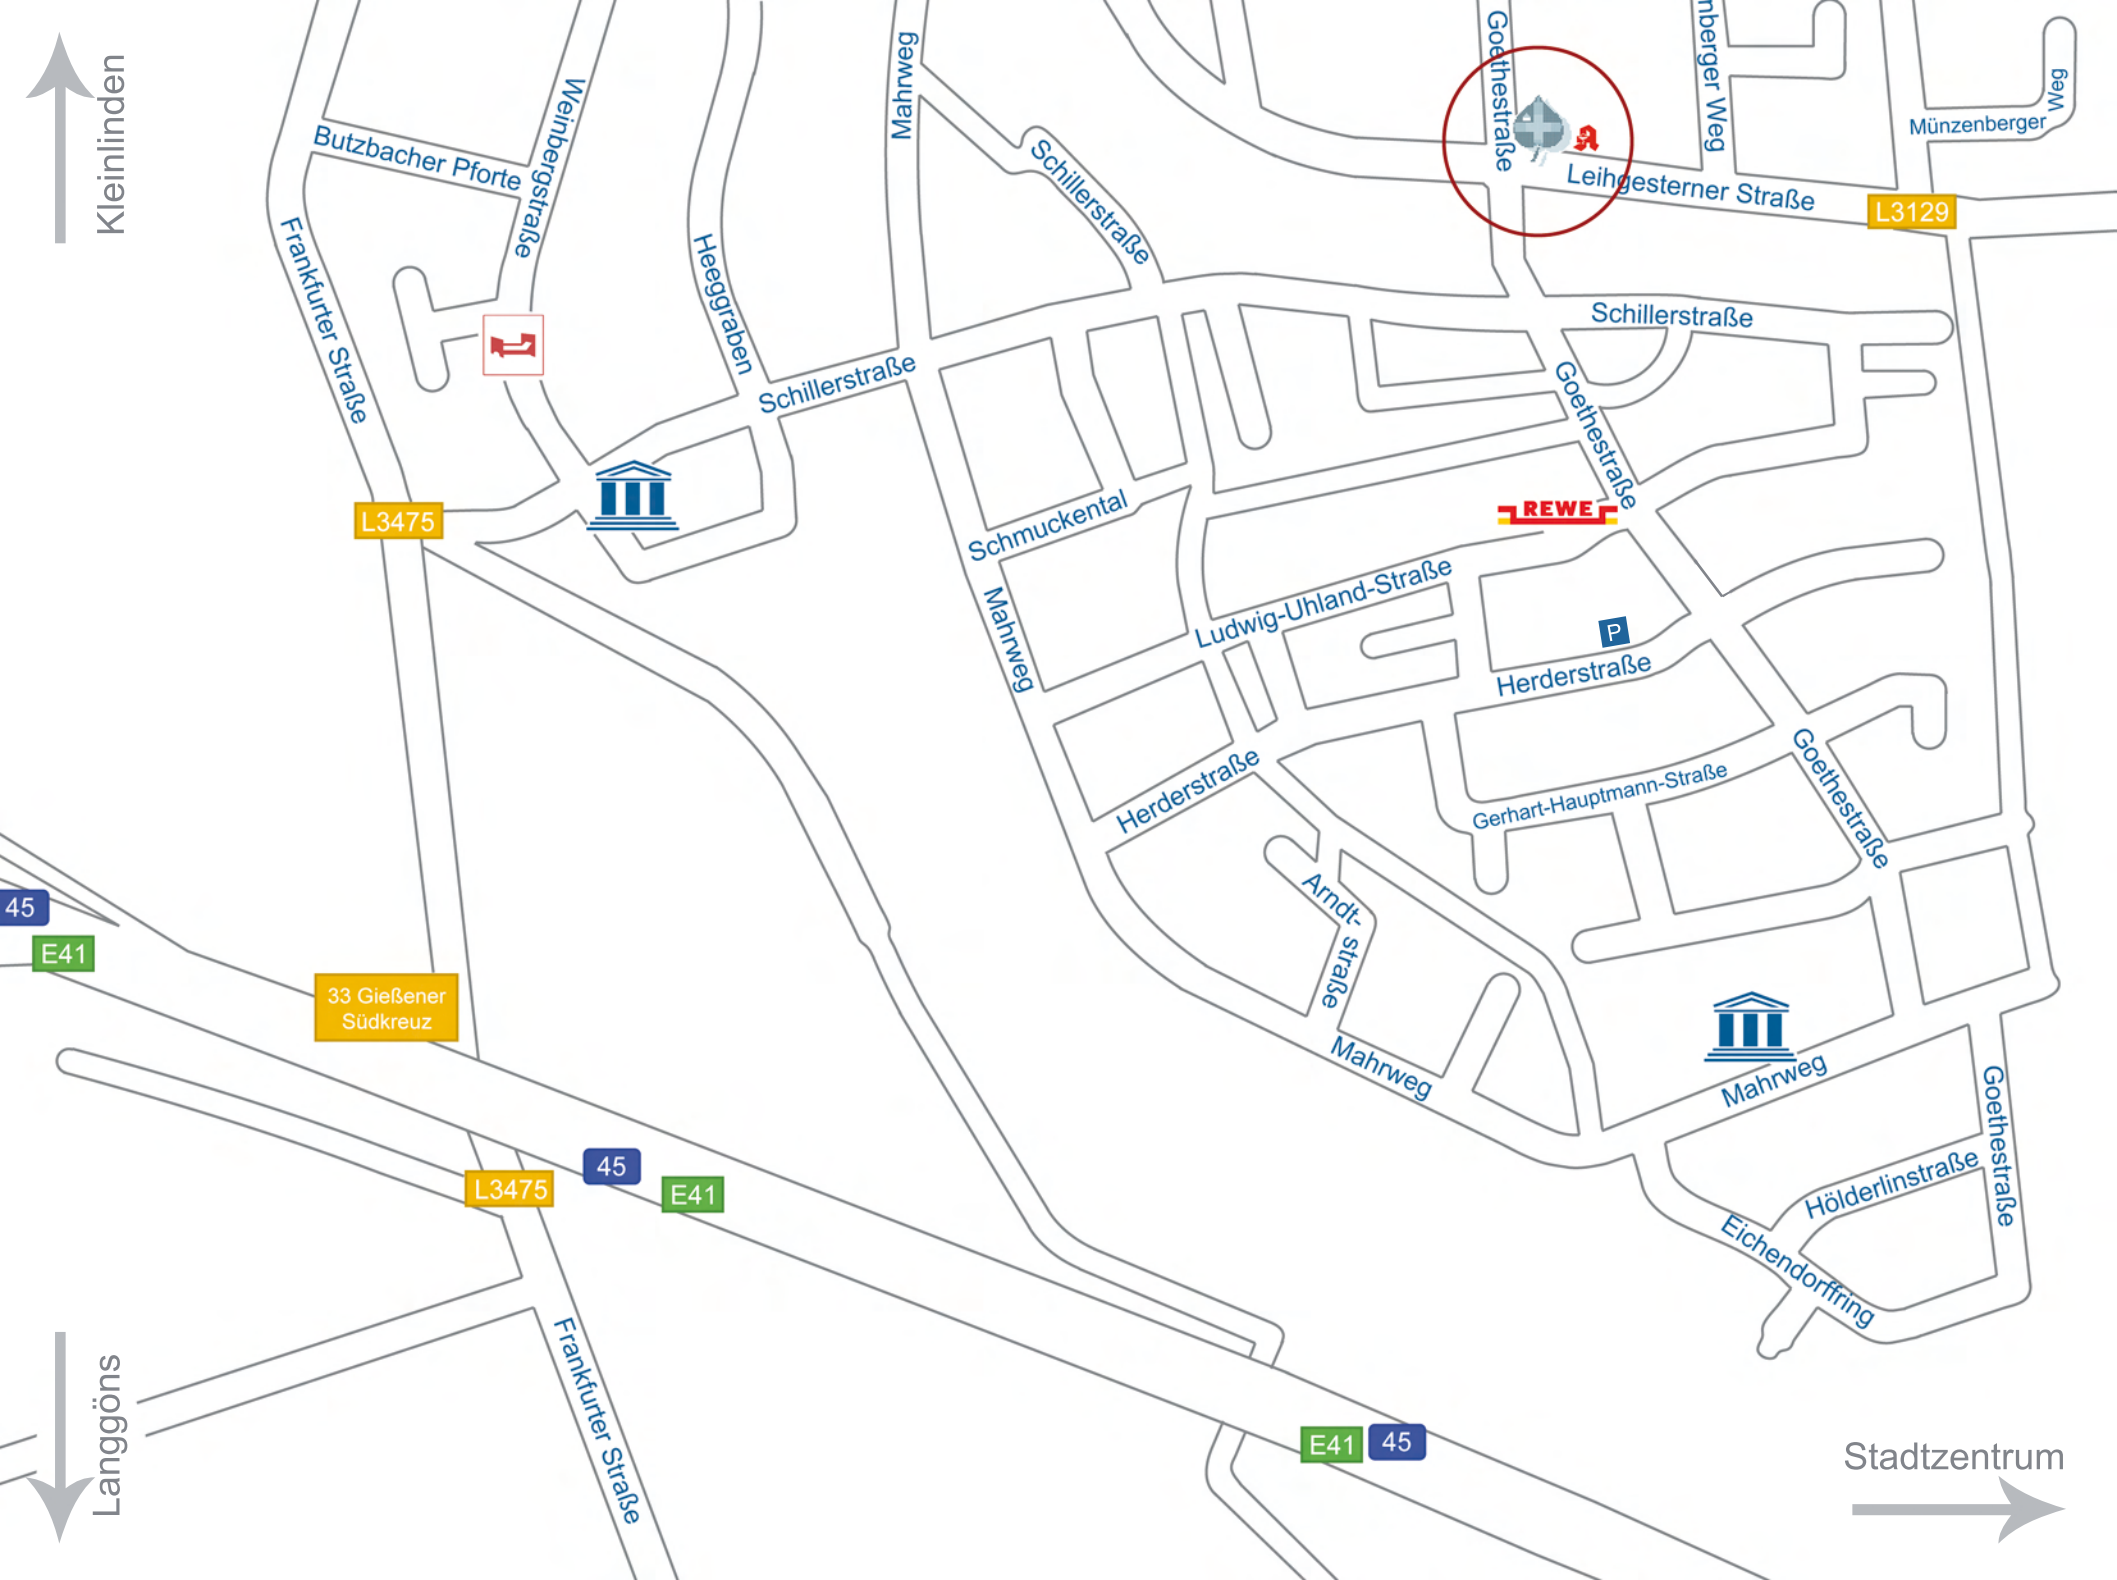 Kleinlinden
Butzbacher Pforte
Weinbergstraße
Frankfurter Straße
Heeggraben
Mahrweg
Schillerstraße
Goethestraße
nberger Weg
Weg
Münzenberger
Leihgesterner Straße
L3129
Schillerstraße
Schillerstraße
Goethestraße
L3475
REWE
Schmuckental
Ludwig-Uhland-Straße
Mahrweg
P
Herderstraße
Herderstraße
Gerhart-Hauptmann-Straße
Goethestraße
Arndt-
straße
45
E41
33 Gießener
Südkreuz
Mahrweg
Mahrweg
Goethestraße
Hölderlinstraße
Eichendorffring
L3475
45
E41
Frankfurter Straße
Langgöns
E41
45
Stadtzentrum